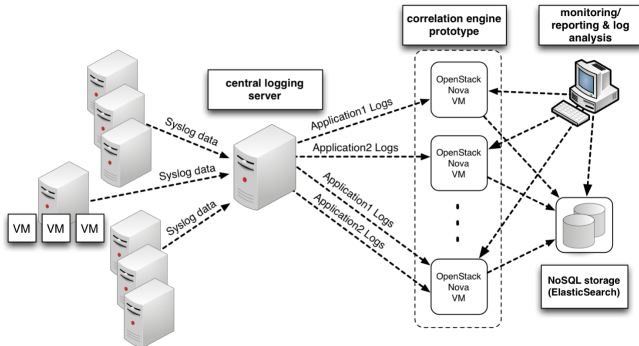 correlation engine
prototype
monitoring/
reporting & log
analysis
central logging
server
OpenStack
Nova
VM
Application1 Logs
Syslog data
Application2 Logs
OpenStack
Nova
VM
Syslog data
Application1 Logs
Application2 Logs
VM
VM
VM
Syslog data
OpenStack
Nova
VM
NoSQL storage
(ElasticSearch)